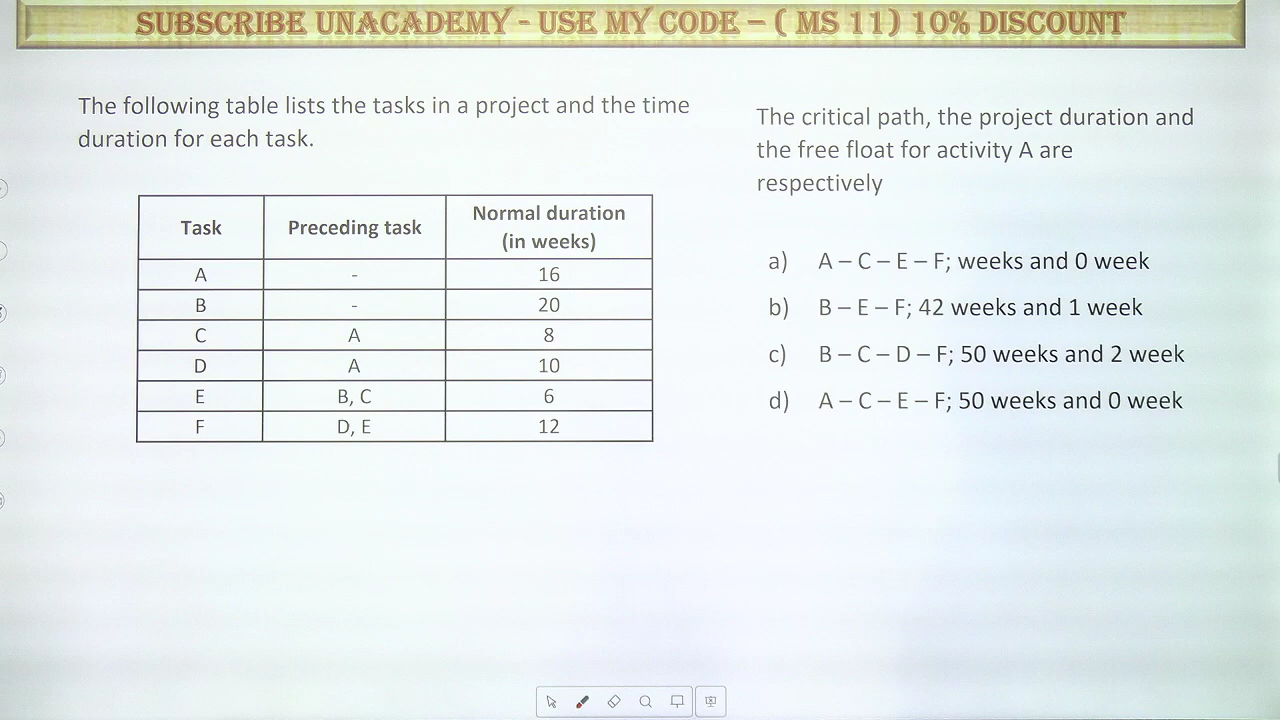 SUBSCRIBE UNACADEMY - USE MY CODE – ( MS 11 ) 10% DISCOUNT
The following table lists the tasks in a project and the time
duration for each task.
Task Preceding task Normal duration (in weeks)
A - 16
B - 20
C A 8
D A 10
E B, C 6
F D, E 12
The critical path, the project duration and
the free float for activity A are
respectively
a) A – C – E – F; weeks and 0 week
b) B – E – F; 42 weeks and 1 week
c) B – C – D – F; 50 weeks and 2 week
d) A – C – E – F; 50 weeks and 0 week